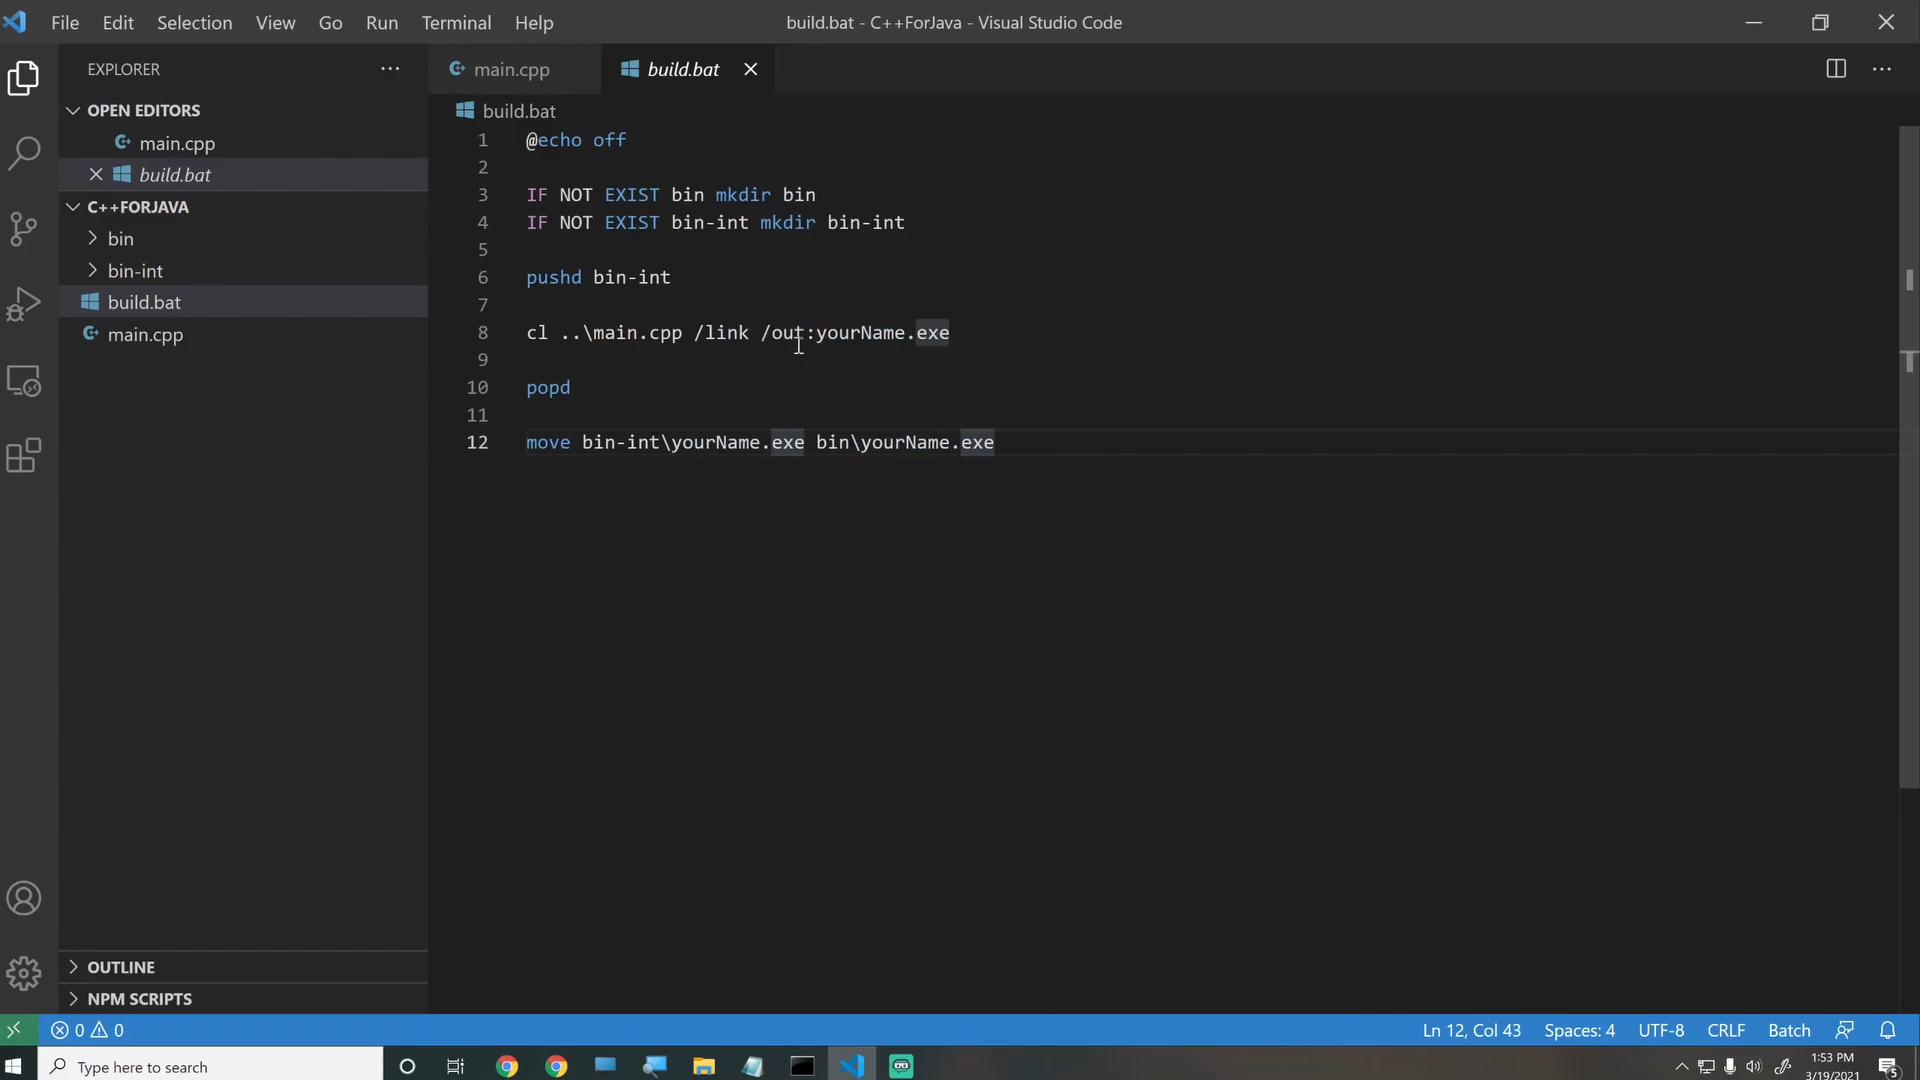 File Edit Selection View Go Run Terminal Help
build.bat - C++ForJava - Visual Studio Code
EXPLORER
OPEN EDITORS
main.cpp
build.bat
C++FORJAVA
bin
bin-int
build.bat
main.cpp
OUTLINE
NPM SCRIPTS
main.cpp build.bat
build.bat
1 @echo off
2
3 IF NOT EXIST bin mkdir bin
4 IF NOT EXIST bin-int mkdir bin-int
5
6 pushd bin-int
7
8 cl ..\main.cpp /link /out:yourName.exe
9
10 popd
11
12 move bin-int\yourName.exe bin\yourName.exe
0 0
Ln 12, Col 43 Spaces: 4 UTF-8 CRLF Batch
Type here to search
1:53 PM
3/19/2021
5